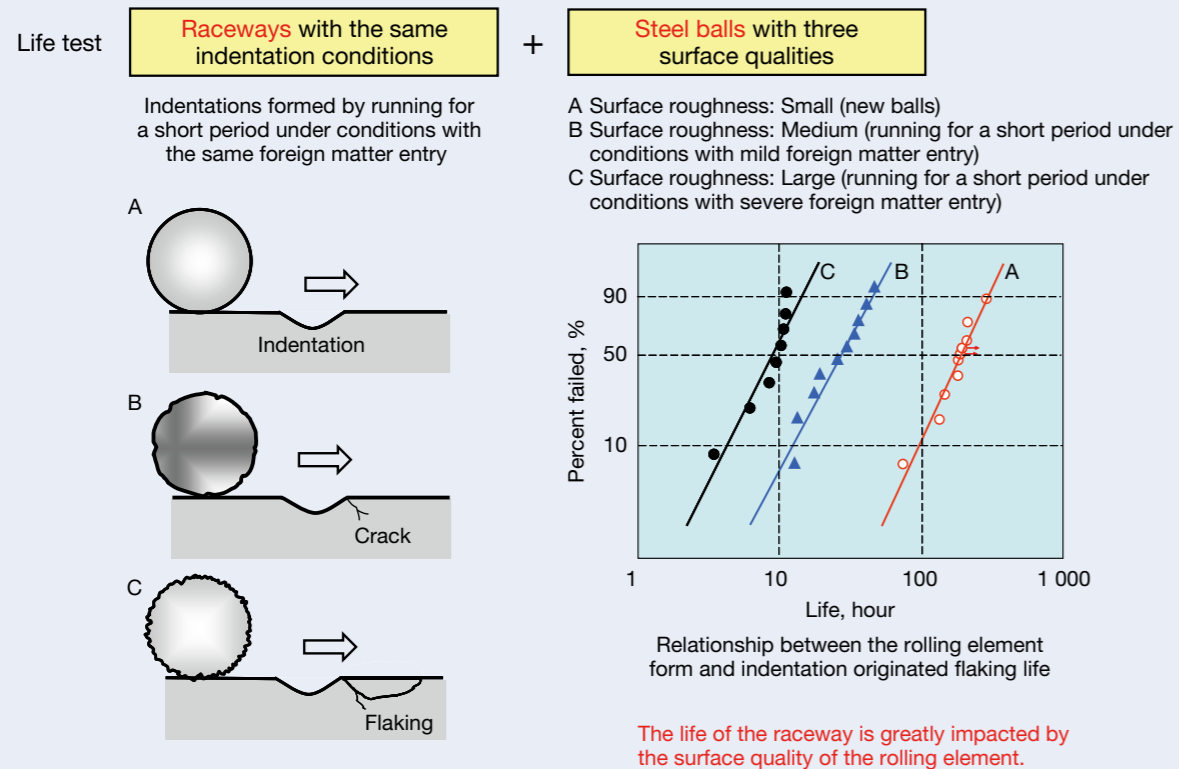 Life test
Raceways with the same
indentation conditions
+
Steel balls with three
surface qualities
Indentations formed by running for
a short period under conditions with
the same foreign matter entry
A Surface roughness: Small (new balls)
B Surface roughness: Medium (running for a short period under
conditions with mild foreign matter entry)
C Surface roughness: Large (running for a short period under
conditions with severe foreign matter entry)
A
Indentation
B
Crack
C
Flaking
C
B
A
90
50
10
Percent failed, %
1
10
100
1 000
Life, hour
Relationship between the rolling element
form and indentation originated flaking life
The life of the raceway is greatly impacted by
the surface quality of the rolling element.